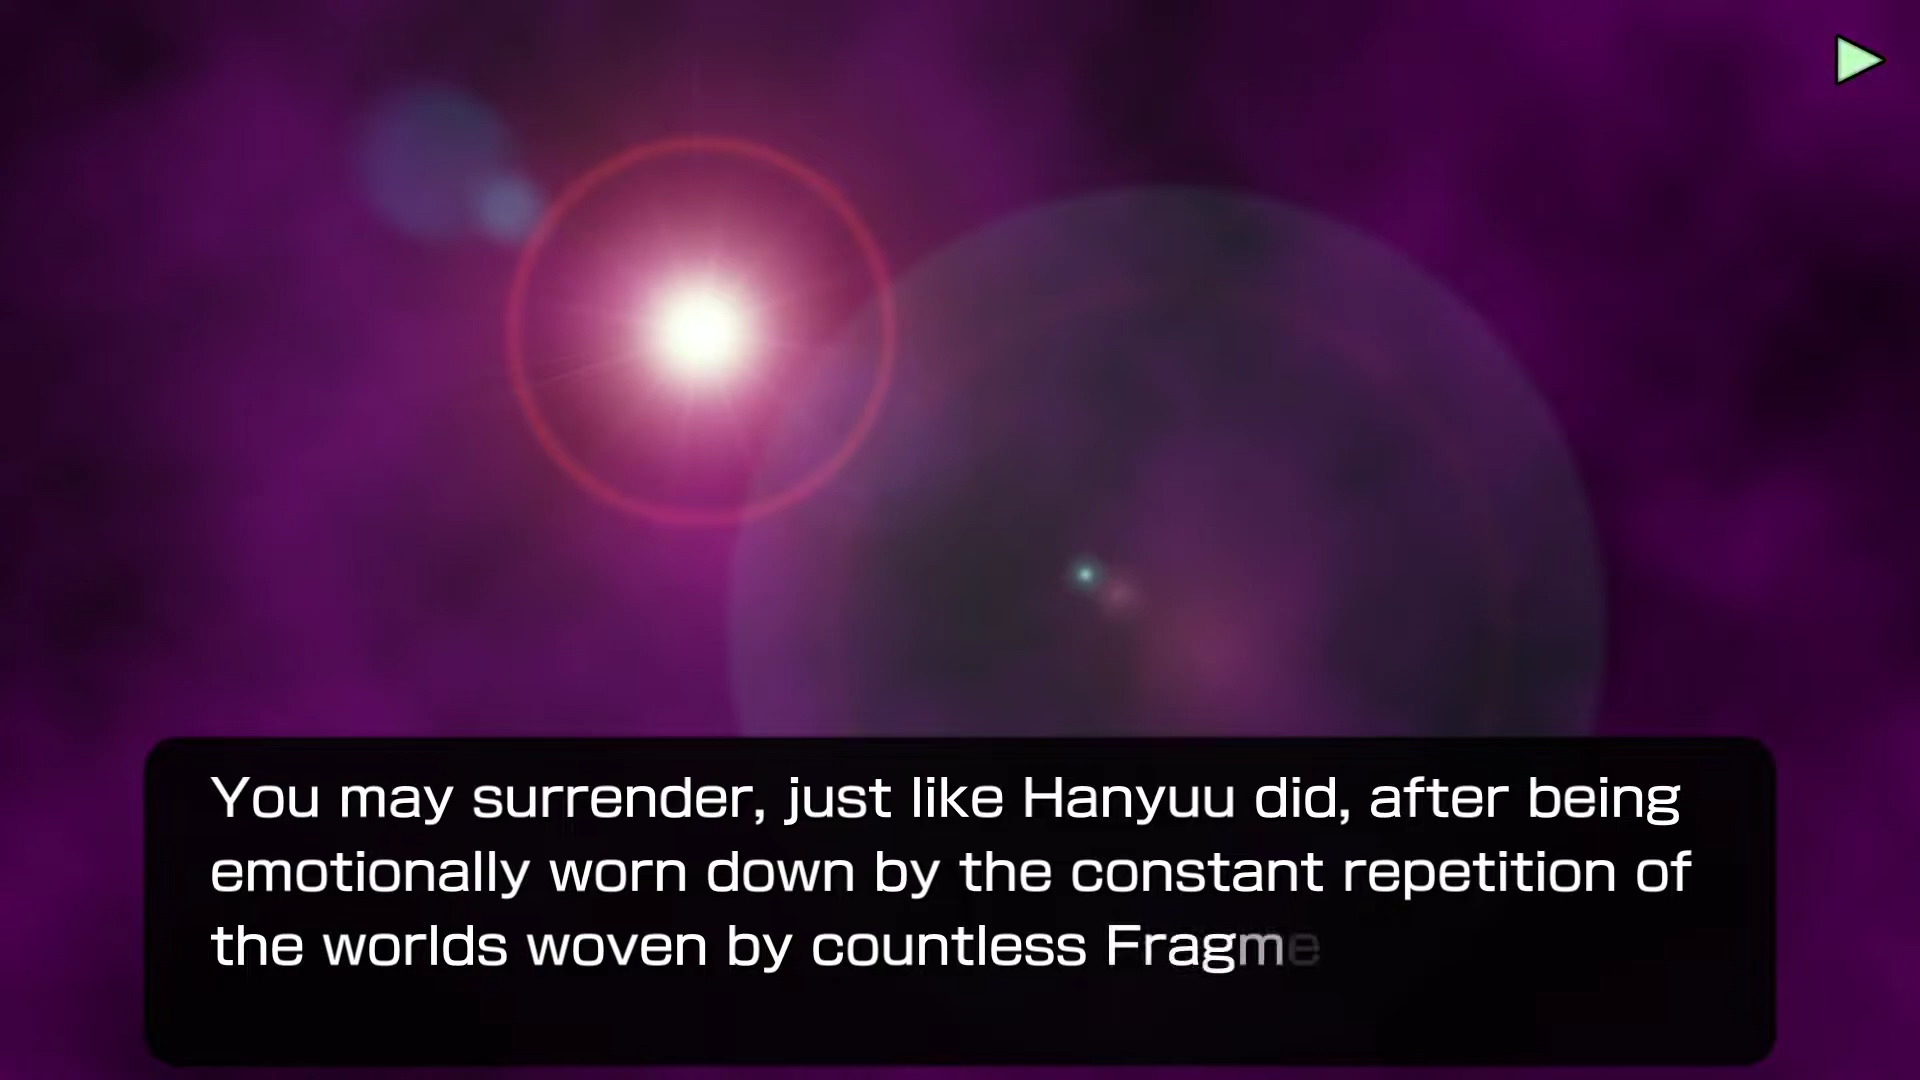 You may surrender, just like Hanyuu did, after being
emotionally worn down by the constant repetition of
the worlds woven by countless Fragme